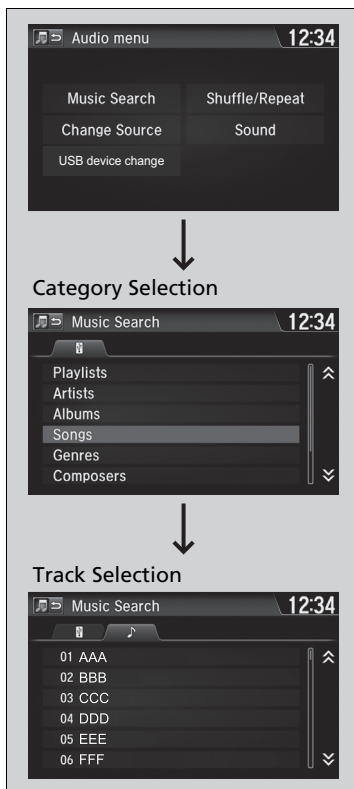 Audio menu 12:34
Music Search Shuffle/Repeat
Change Source Sound
USB device change
Category Selection
Music Search 12:34
Playlists
Artists
Albums
Songs
Genres
Composers
Track Selection
Music Search 12:34
01 AAA
02 BBB
03 CCC
04 DDD
05 EEE
06 FFF